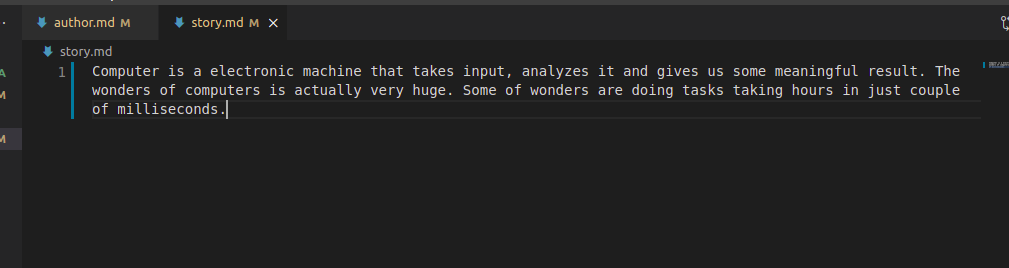 author.md M
story.md M
story.md
1 Computer is a electronic machine that takes input, analyzes it and gives us some meaningful result. The
wonders of computers is actually very huge. Some of wonders are doing tasks taking hours in just couple
of milliseconds.
A
M
M